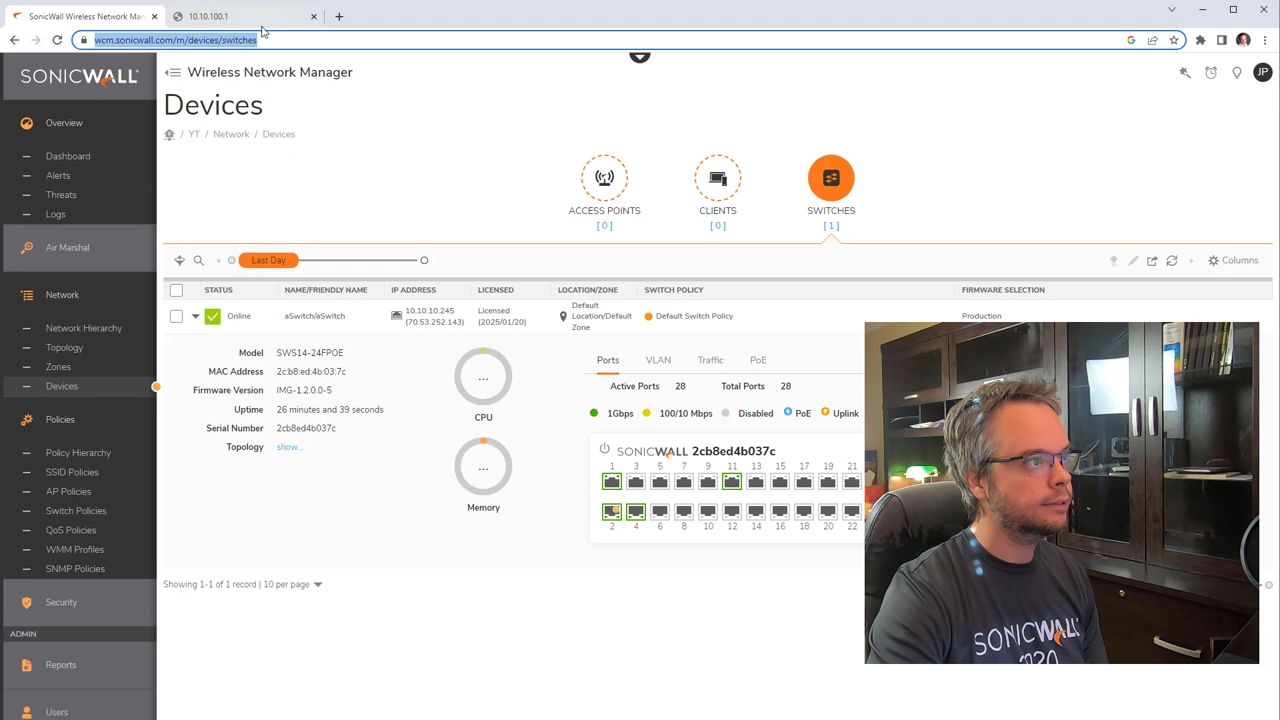 SonicWall Wireless Network Man
10.10.100.1
wcm.sonicwall.com/m/devices/switches
SONICWALL
Wireless Network Manager
JP
Devices
/ YT / Network / Devices
Overview
Dashboard
Alerts
Threats
Logs
Air Marshal
Network
Network Hierarchy
Topology
Zones
Devices
Policies
Policy Hierarchy
SSID Policies
AP Policies
Switch Policies
QoS Policies
WMM Profiles
SNMP Policies
Security
ADMIN
Reports
Users
ACCESS POINTS
[ 0 ]
CLIENTS
[ 0 ]
SWITCHES
[ 1 ]
Last Day
Columns
STATUS NAME/FRIENDLY NAME IP ADDRESS LICENSED LOCATION/ZONE SWITCH POLICY FIRMWARE SELECTION
Online
aSwitch/aSwitch
10.10.10.245
(70.53.252.143)
Licensed
(2025/01/20)
Default
Location/Default
Zone
Default Switch Policy
Production
Model SWS14-24FPOE
MAC Address 2c:b8:ed:4b:03:7c
Firmware Version IMG-1.2.0.0-5
Uptime 26 minutes and 39 seconds
Serial Number 2cb8ed4b037c
Topology show...
...
CPU
...
Memory
Ports VLAN Traffic PoE
Active Ports 28 Total Ports 28
1Gbps 100/10 Mbps Disabled PoE Uplink
SONICWALL 2cb8ed4b037c
1 3 5 7 9 11 13 15 17 19 21
2 4 6 8 10 12 14 16 18 20 22
Showing 1-1 of 1 record | 10 per page
SONICWALL
2020